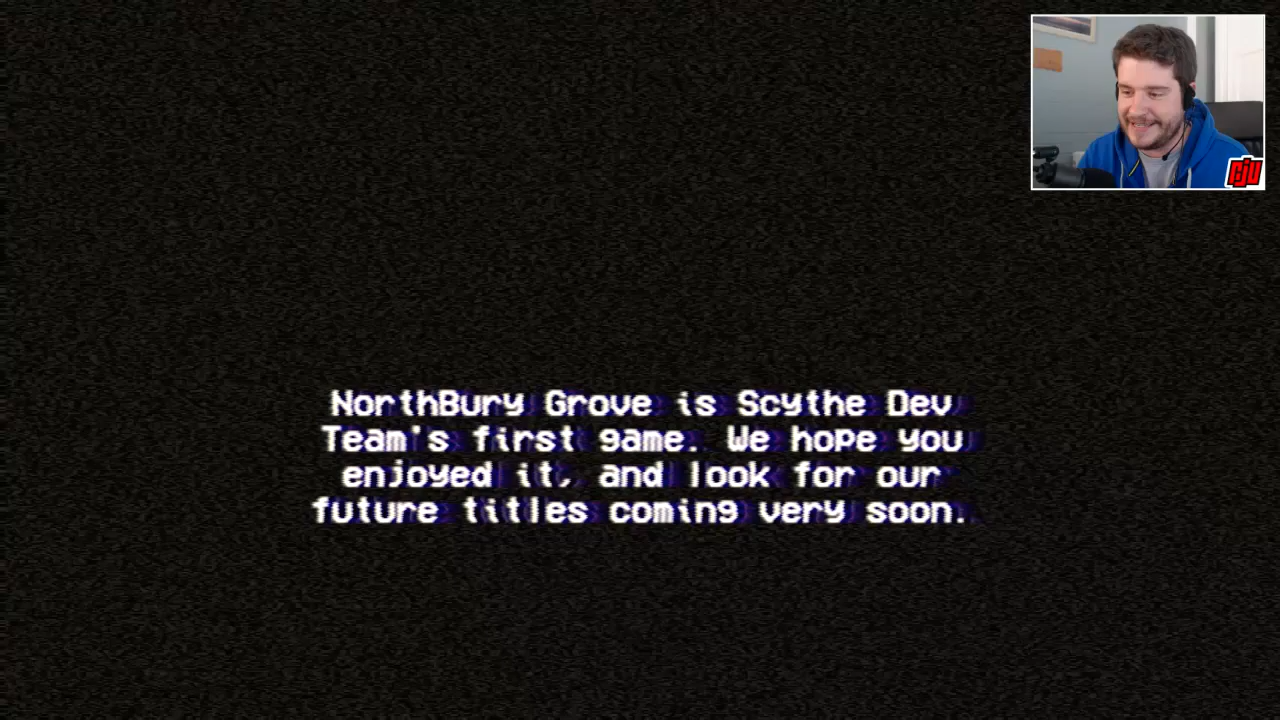 rju
NorthBury Grove is Scythe Dev
Team's first game. We hope you
enjoyed it, and look for our
future titles coming very soon.